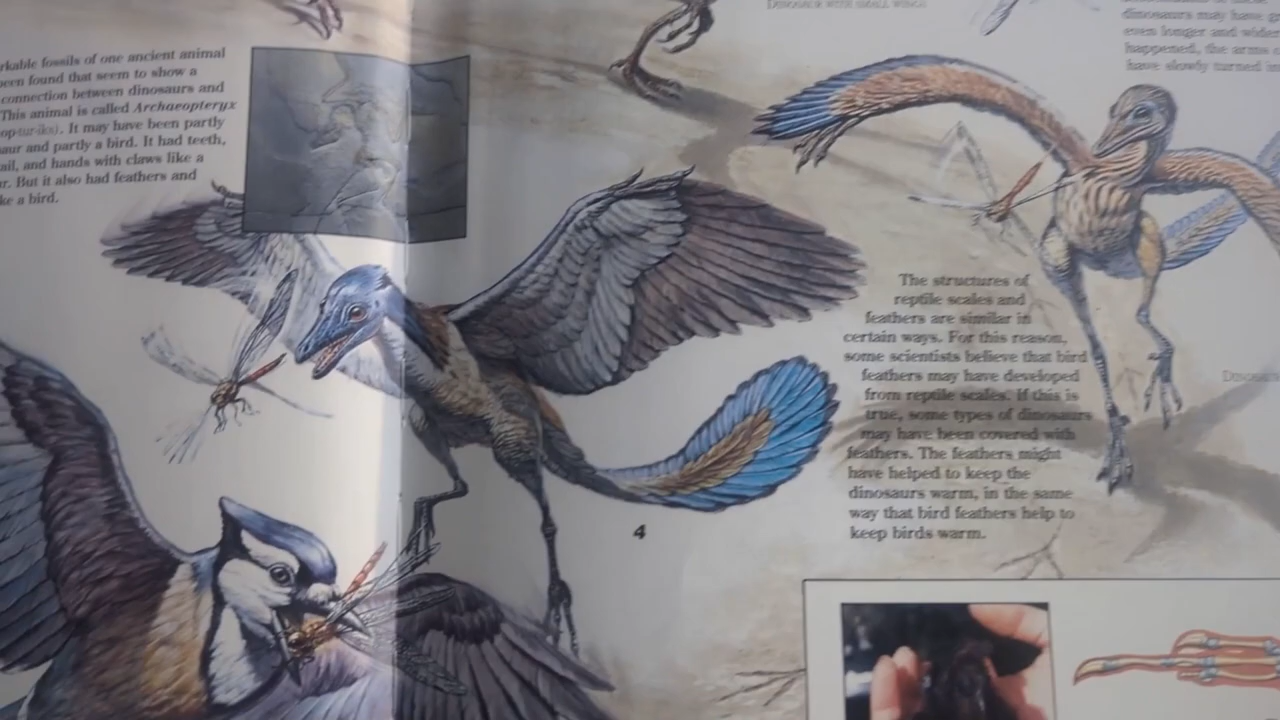 rkable fossils of one ancient animal
een found that seem to show a
connection between dinosaurs and
This animal is called Archaeopteryx
It may have been partly
aur and partly a bird. It had teeth,
ail, and hands with claws like a
r. But it also had feathers and
ke a bird.
DINOSAUR WITH SMALL WINGS
dinosaurs may have g
even longer and wider
happened, the arms
have slowly turned in
The structures of
reptile scales and
feathers are similar in
certain ways. For this reason,
some scientists believe that bird
feathers may have developed
from reptile scales. If this is
true, some types of dinosaurs
may have been covered with
feathers. The feathers might
have helped to keep the
dinosaurs warm, in the same
way that bird feathers help to
keep birds warm.
4